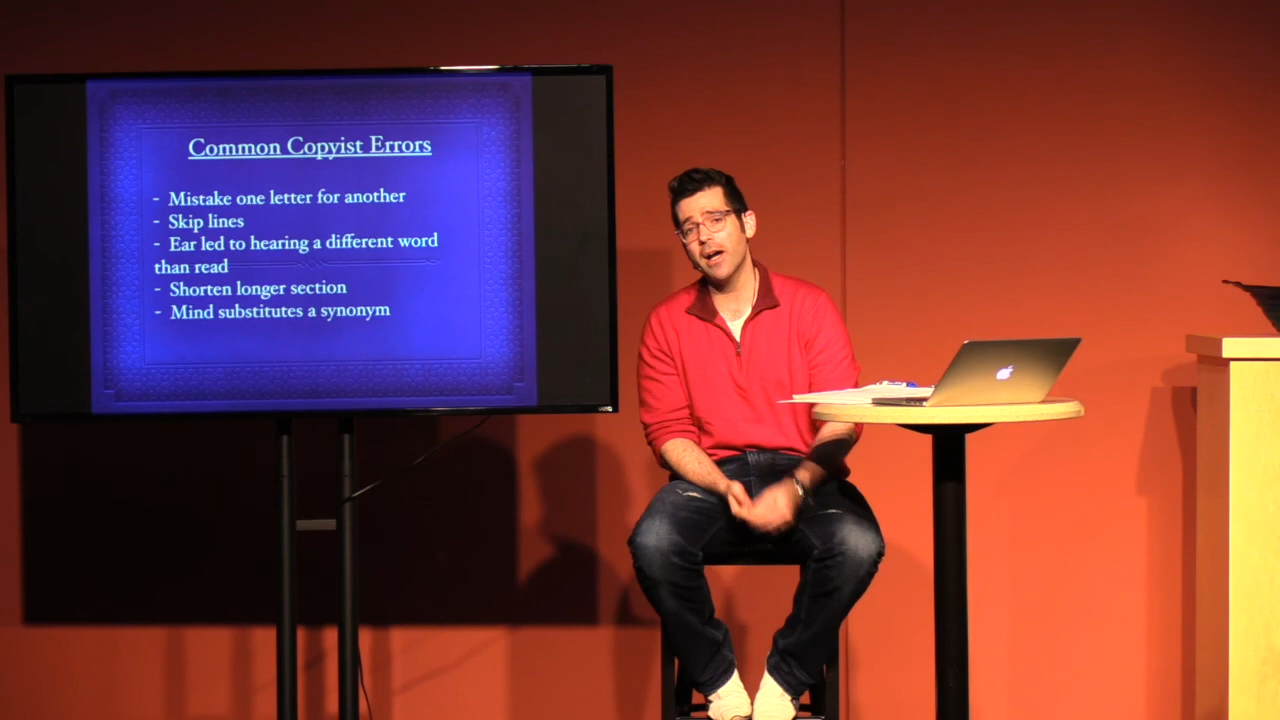 Common Copyist Errors
- Mistake one letter for another
- Skip lines
- Ear led to hearing a different word
than read
- Shorten longer section
- Mind substitutes a synonym